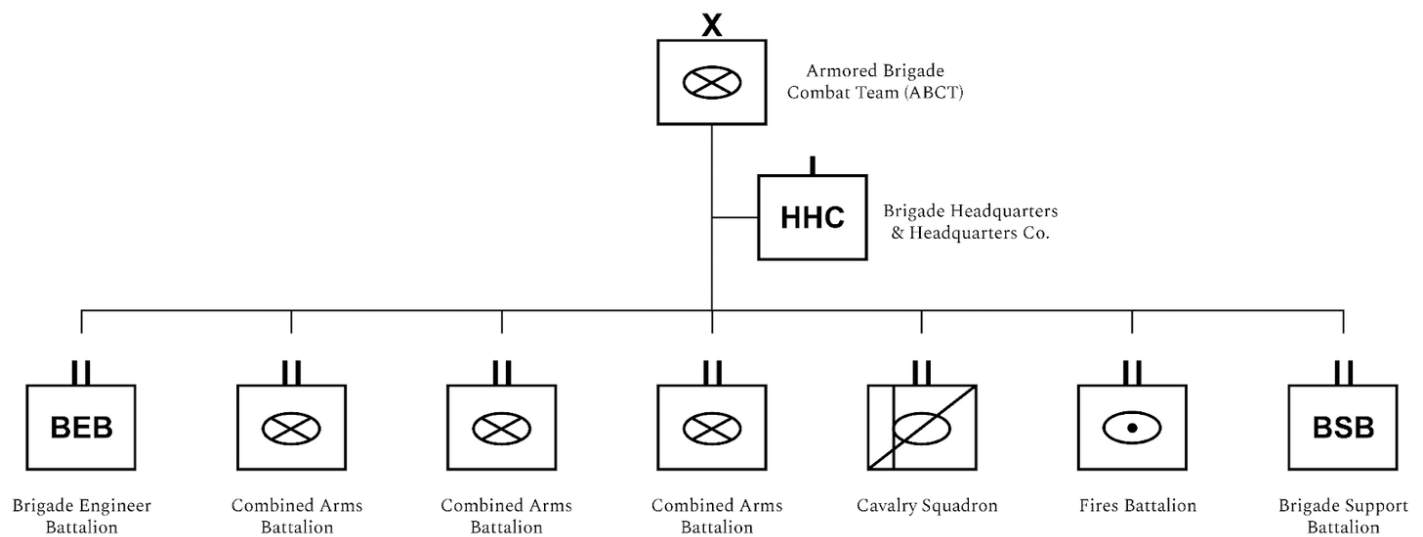 X
Armored Brigade
Combat Team (ABCT)
I
HHC
Brigade Headquarters
& Headquarters Co.
II
II
II
II
II
II
II
BEB
BSB
Brigade Engineer
Battalion
Combined Arms
Battalion
Combined Arms
Battalion
Combined Arms
Battalion
Cavalry Squadron
Fires Battalion
Brigade Support
Battalion